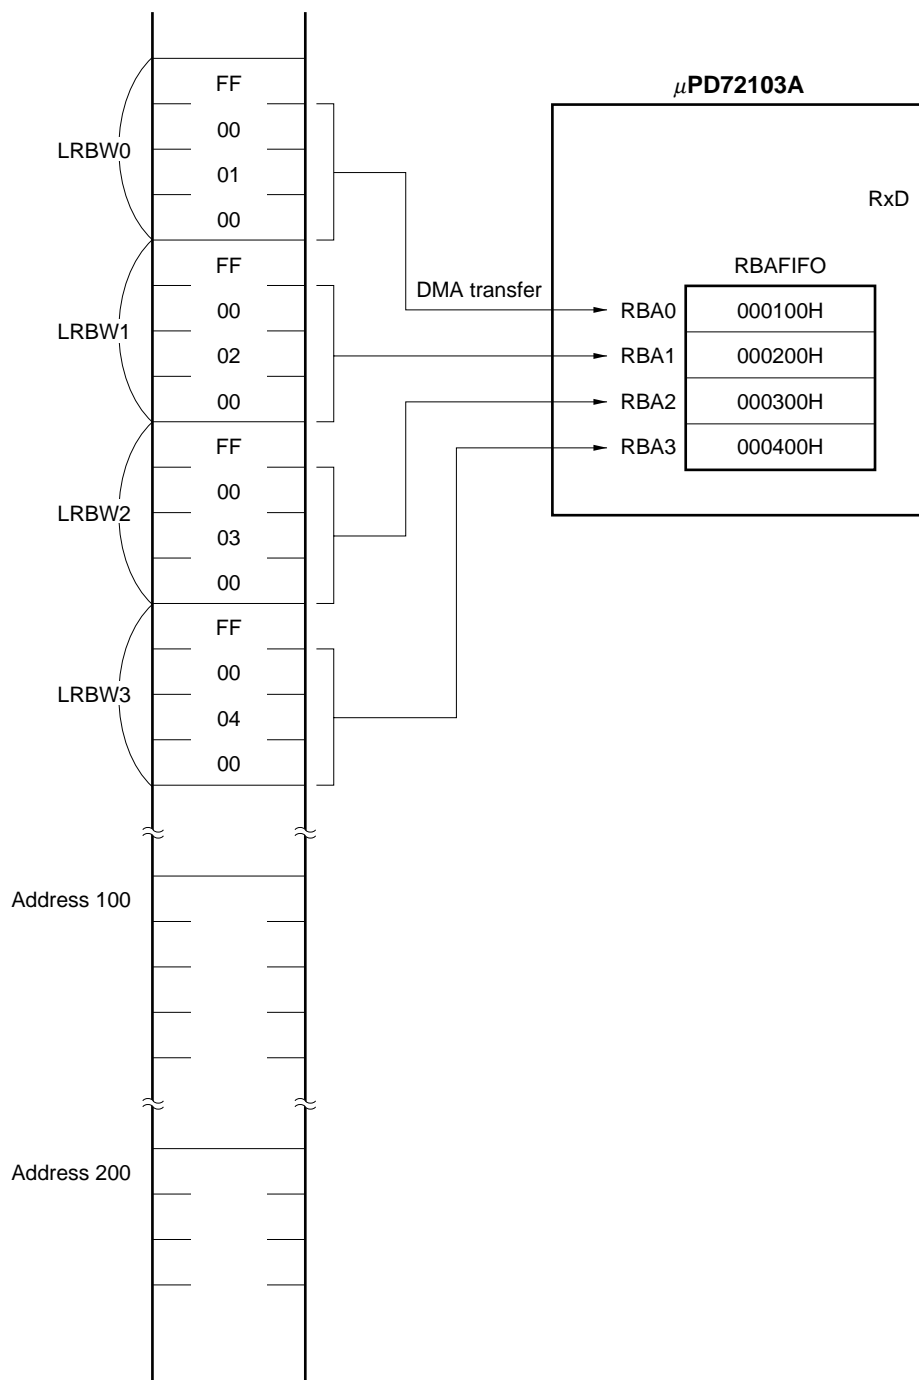 FF
μPD72103A
00
LRBW0
01
RxD
00
FF
RBAFIFO
DMA transfer
00
RBA0
000100H
LRBW1
02
RBA1
000200H
00
RBA2
000300H
FF
RBA3
000400H
00
LRBW2
03
00
FF
00
LRBW3
04
00
Address 100
Address 200